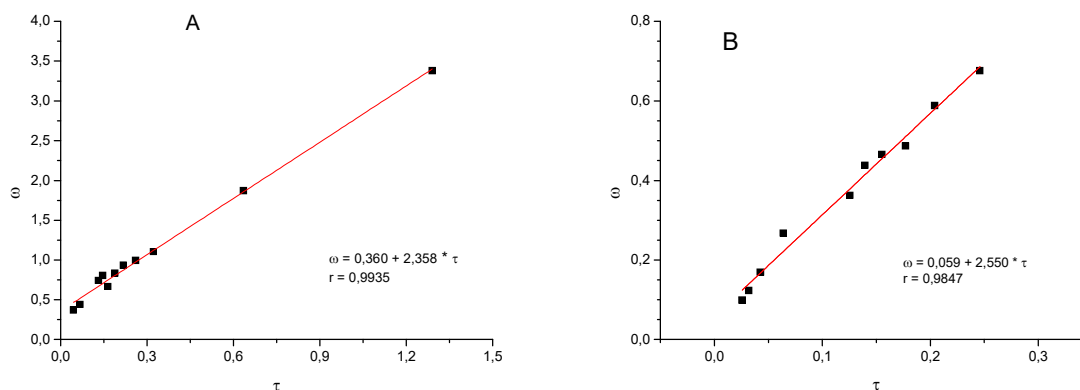 A
4,0
3,5
3,0
2,5
2,0
1,5
1,0
0,5
0,0
ω
ω = 0,360 + 2,358 * τ
r = 0,9935
0,0 0,3 0,6 0,9 1,2 1,5
τ
B
0,8
0,6
0,4
0,2
0,0
ω
ω = 0,059 + 2,550 * τ
r = 0,9847
0,0 0,1 0,2 0,3
τ